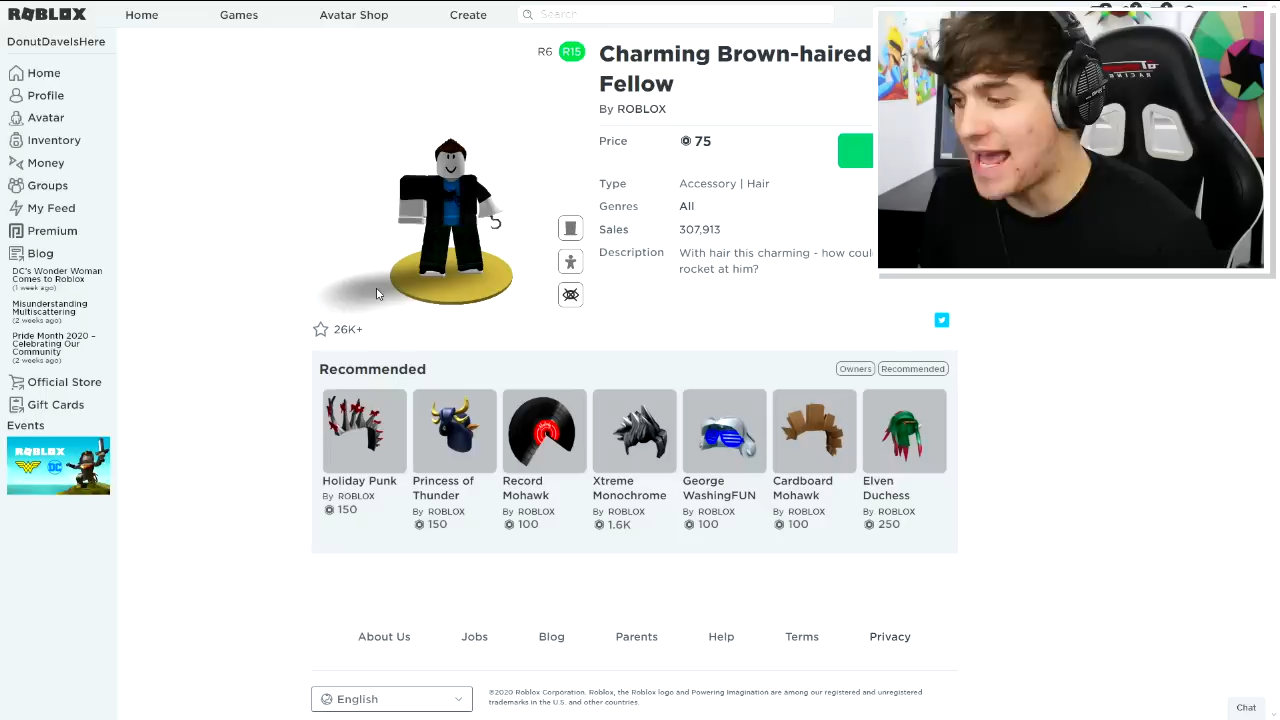 ROBLOX
Home
Games
Avatar Shop
Create
Search
DonutDaveIsHere
Home
Profile
Avatar
Inventory
Money
Groups
My Feed
Premium
Blog
DC's Wonder Woman
Comes to Roblox
(1 week ago)
Misunderstanding
Multiscattering
(2 weeks ago)
Pride Month 2020 –
Celebrating Our
Community
(2 weeks ago)
Official Store
Gift Cards
Events
ROBLOX
DC
R6 R15
Charming Brown-haired
Fellow
By ROBLOX
Price 75
Type Accessory | Hair
Genres All
Sales 307,913
Description With hair this charming - how coul
rocket at him?
26K+
Recommended
Owners Recommended
Holiday Punk
By ROBLOX
150
Princess of
Thunder
By ROBLOX
150
Record
Mohawk
By ROBLOX
100
Xtreme
Monochrome
By ROBLOX
1.6K
George
WashingFUN
By ROBLOX
100
Cardboard
Mohawk
By ROBLOX
100
Elven
Duchess
By ROBLOX
250
About Us
Jobs
Blog
Parents
Help
Terms
Privacy
English
©2020 Roblox Corporation. Roblox, the Roblox logo and Powering Imagination are among our registered and unregistered
trademarks in the U.S. and other countries.
Chat